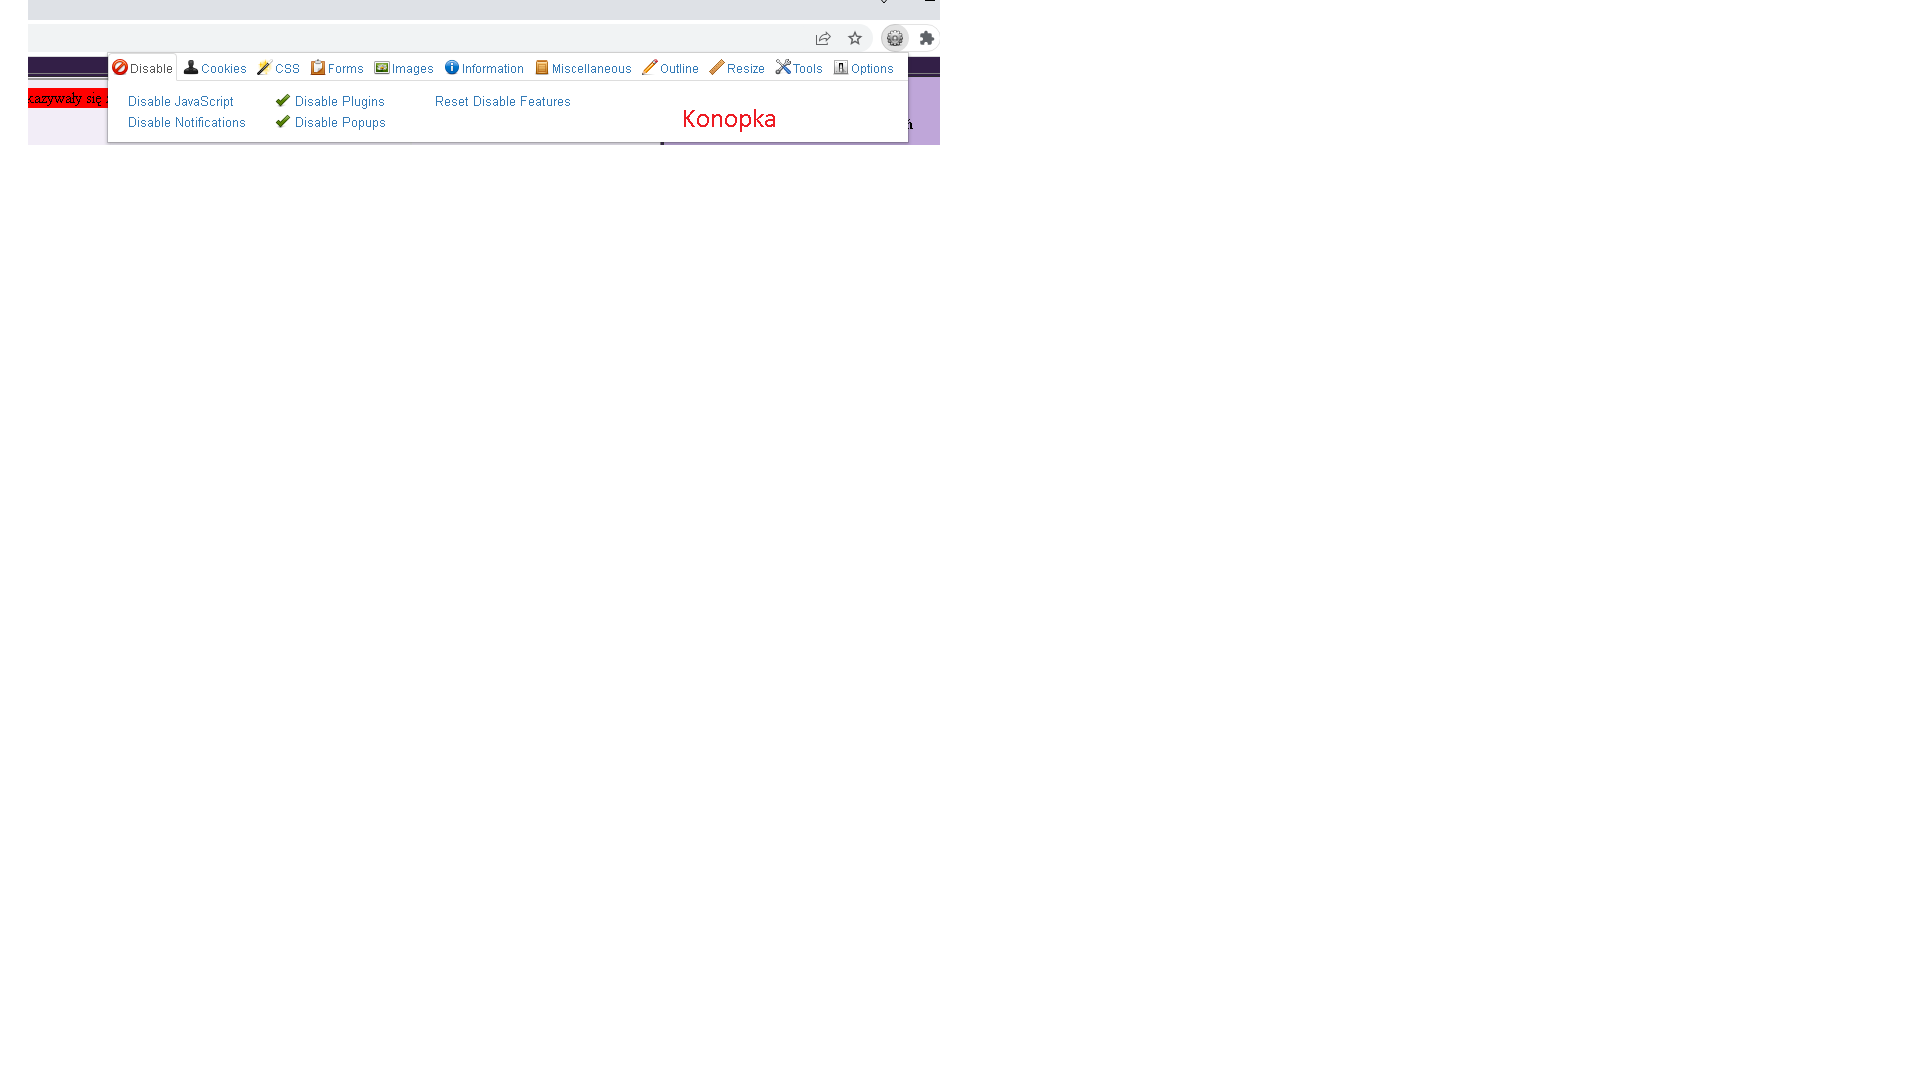 Disable Cookies CSS Forms Images Information Miscellaneous Outline Resize Tools Options
kazywały się
Disable JavaScript Disable Plugins Reset Disable Features
Disable Notifications Disable Popups
Konopka